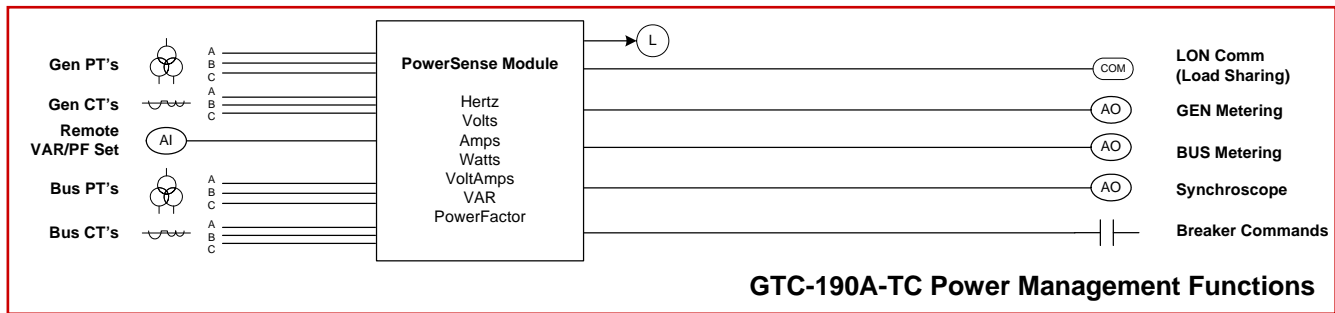 Gen PT's
A
B
C
Gen CT's
A
B
C
Remote
VAR/PF Set
AI
Bus PT's
A
B
C
Bus CT's
A
B
C
PowerSense Module
Hertz
Volts
Amps
Watts
VoltAmps
VAR
PowerFactor
L
COM
LON Comm
(Load Sharing)
AO
GEN Metering
AO
BUS Metering
AO
Synchroscope
Breaker Commands
GTC-190A-TC Power Management Functions